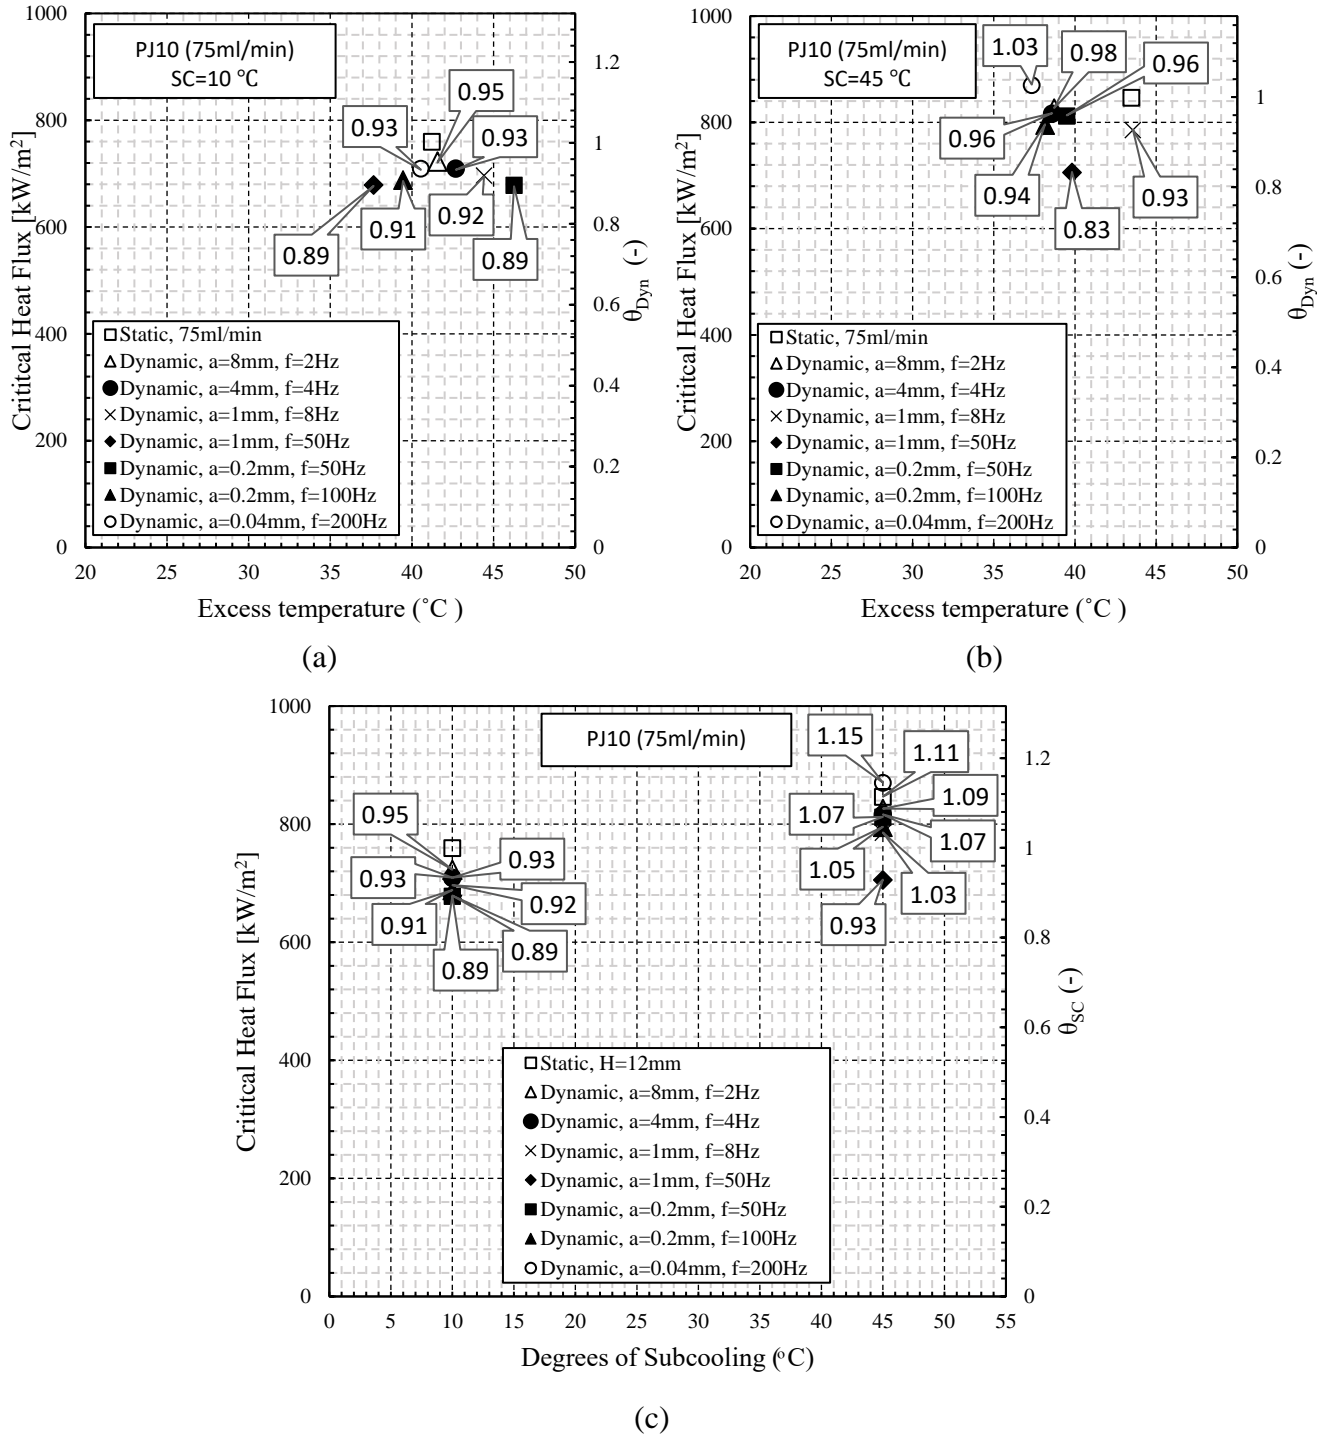 PJ10 (75ml/min)
SC=10 ℃
1000
800
600
400
200
0
Crititcal Heat Flux [kW/m²]
0.93
0.95
0.93
0.89
0.91
0.92
0.89
Static, 75ml/min
Dynamic, a=8mm, f=2Hz
Dynamic, a=4mm, f=4Hz
Dynamic, a=1mm, f=8Hz
Dynamic, a=1mm, f=50Hz
Dynamic, a=0.2mm, f=50Hz
Dynamic, a=0.2mm, f=100Hz
Dynamic, a=0.04mm, f=200Hz
1.2
1
0.8
0.6
0.4
0.2
0
θDyn (-)
20 25 30 35 40 45 50
Excess temperature (˚C )
(a)
PJ10 (75ml/min)
SC=45 ℃
1000
800
600
400
200
0
Crititcal Heat Flux [kW/m²]
1.03
0.98
0.96
0.96
0.94
0.93
0.83
Static, 75ml/min
Dynamic, a=8mm, f=2Hz
Dynamic, a=4mm, f=4Hz
Dynamic, a=1mm, f=8Hz
Dynamic, a=1mm, f=50Hz
Dynamic, a=0.2mm, f=50Hz
Dynamic, a=0.2mm, f=100Hz
Dynamic, a=0.04mm, f=200Hz
1
0.8
0.6
0.4
0.2
0
θDyn (-)
20 25 30 35 40 45 50
Excess temperature (˚C )
(b)
PJ10 (75ml/min)
1000
800
600
400
200
0
Crititcal Heat Flux [kW/m²]
0.95
0.93
0.93
0.92
0.91
0.89
0.89
1.15
1.11
1.09
1.07
1.07
1.05
1.03
0.93
Static, H=12mm
Dynamic, a=8mm, f=2Hz
Dynamic, a=4mm, f=4Hz
Dynamic, a=1mm, f=8Hz
Dynamic, a=1mm, f=50Hz
Dynamic, a=0.2mm, f=50Hz
Dynamic, a=0.2mm, f=100Hz
Dynamic, a=0.04mm, f=200Hz
1.2
1
0.8
0.6
0.4
0.2
0
θSC (-)
0 5 10 15 20 25 30 35 40 45 50 55
Degrees of Subcooling (ºC)
(c)